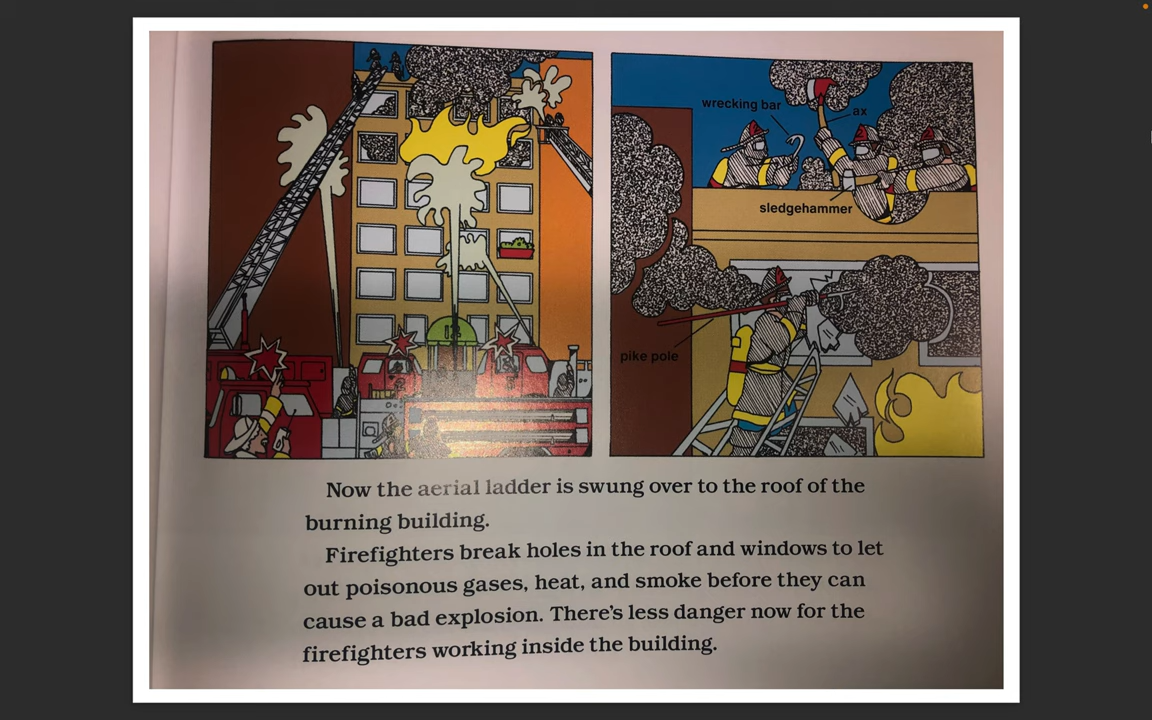 wrecking bar
ax
sledgehammer
pike pole
Now the aerial ladder is swung over to the roof of the
burning building.
Firefighters break holes in the roof and windows to let
out poisonous gases, heat, and smoke before they can
cause a bad explosion. There's less danger now for the
firefighters working inside the building.